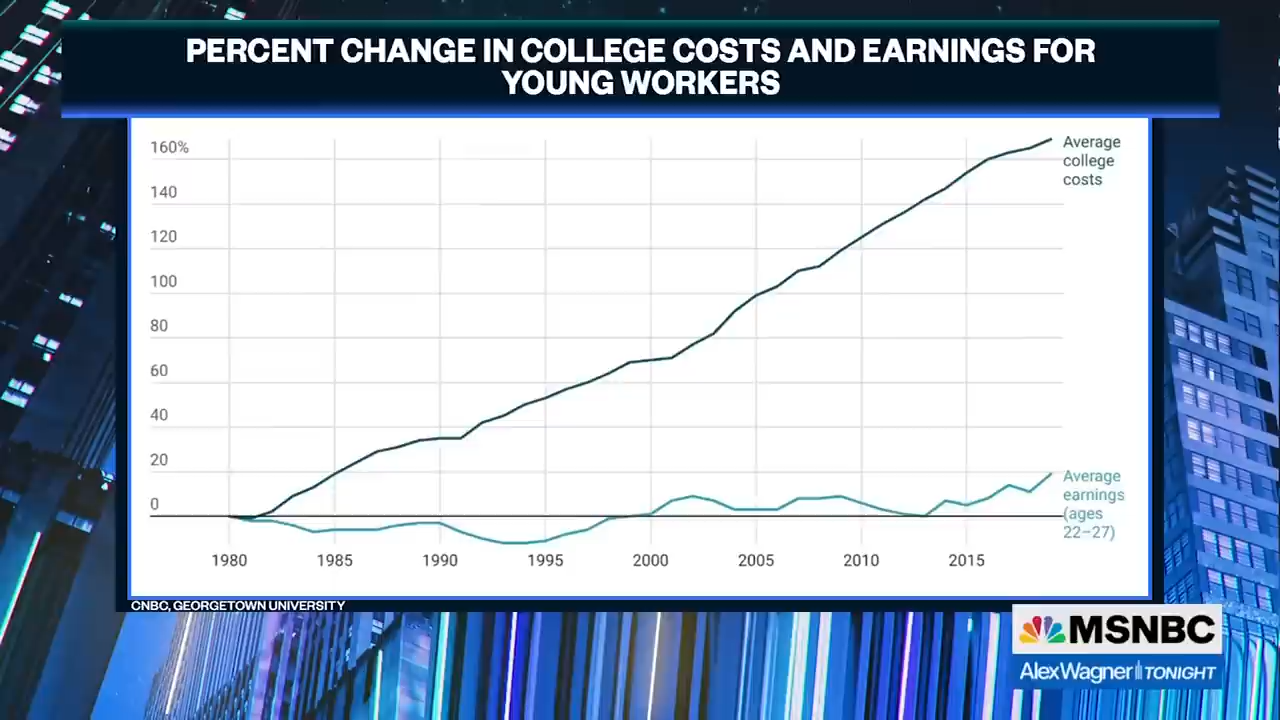 PERCENT CHANGE IN COLLEGE COSTS AND EARNINGS FOR
YOUNG WORKERS
160%
140
120
100
80
60
40
20
0
Average
college
costs
Average
earnings
(ages
22–27)
1980 1985 1990 1995 2000 2005 2010 2015
CNBC, GEORGETOWN UNIVERSITY
MSNBC
AlexWagner TONIGHT